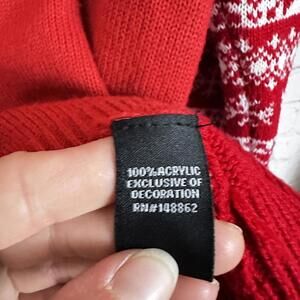 100% ACRYLIC
EXCLUSIVE OF
DECORATION
RN#148862